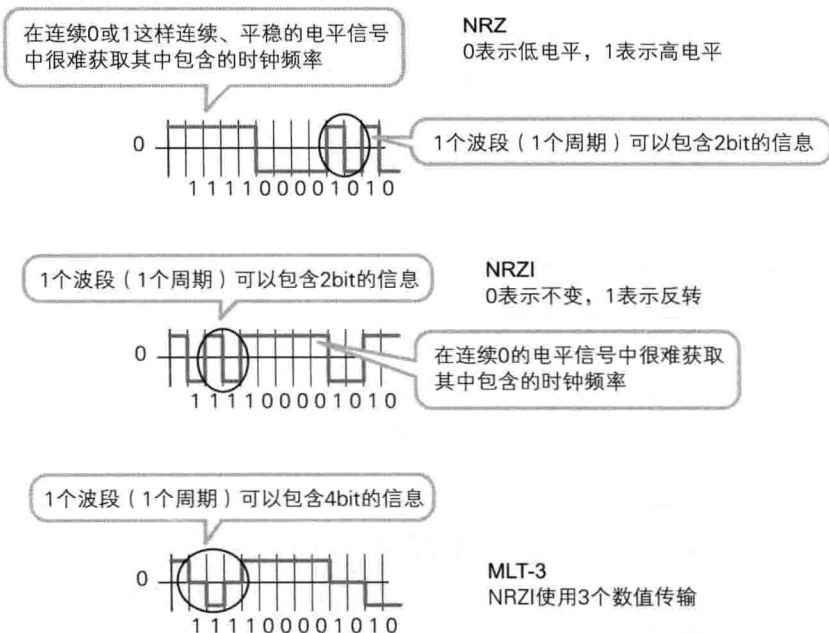 在连续0或1这样连续、平稳的电平信号
中很难获取其中包含的时钟频率
NRZ
0表示低电平，1表示高电平
0
1个波段（1个周期）可以包含2bit的信息
1 1 1 1 0 0 0 0 1 0 1 0
1个波段（1个周期）可以包含2bit的信息
NRZI
0表示不变，1表示反转
0
在连续0的电平信号中很难获取
其中包含的时钟频率
1 1 1 1 0 0 0 0 1 0 1 0
1个波段（1个周期）可以包含4bit的信息
0
MLT-3
NRZI使用3个数值传输
1 1 1 1 0 0 0 0 1 0 1 0